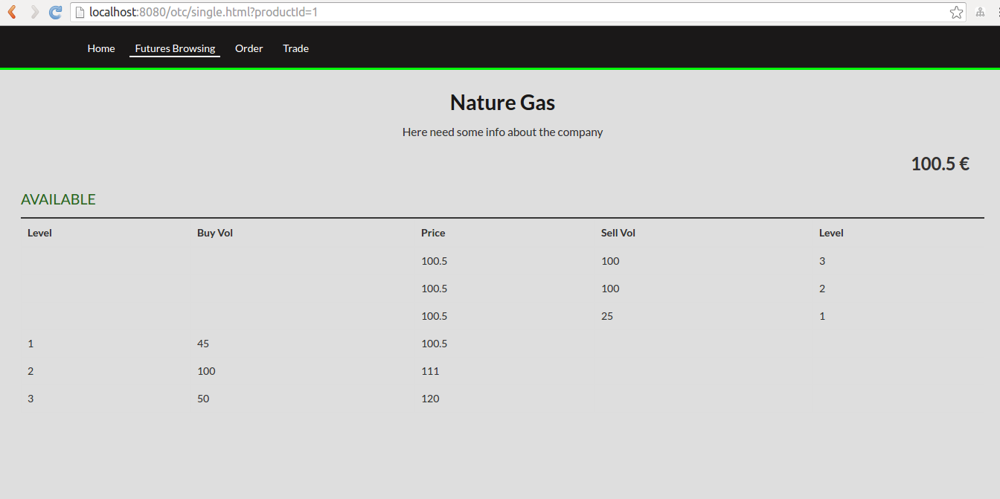 localhost:8080/otc/single.html?productId=1
Home Futures Browsing Order Trade
Nature Gas
Here need some info about the company
100.5 €
AVAILABLE
Level Buy Vol Price Sell Vol Level
100.5 100 3
100.5 100 2
100.5 25 1
1 45 100.5
2 100 111
3 50 120